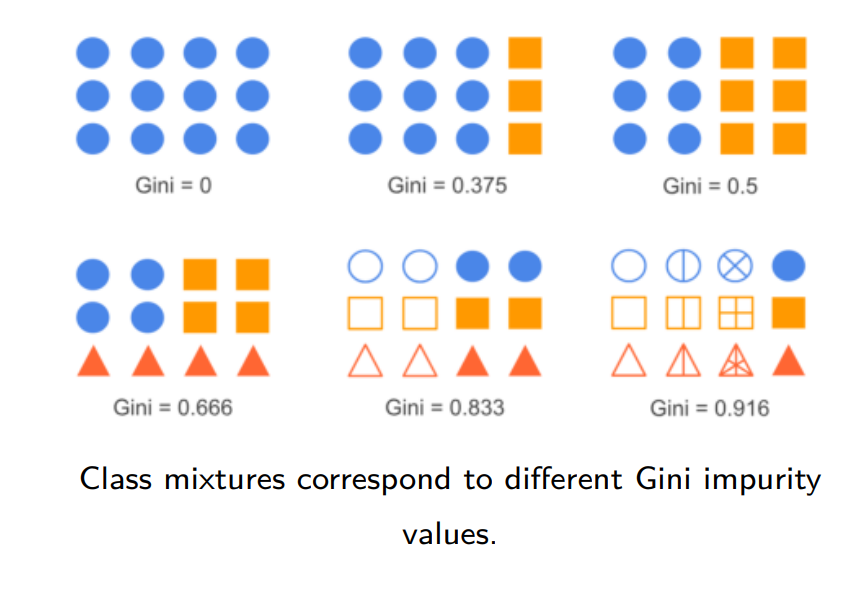 Gini = 0
Gini = 0.375
Gini = 0.5
Gini = 0.666
Gini = 0.833
Gini = 0.916
Class mixtures correspond to different Gini impurity
values.